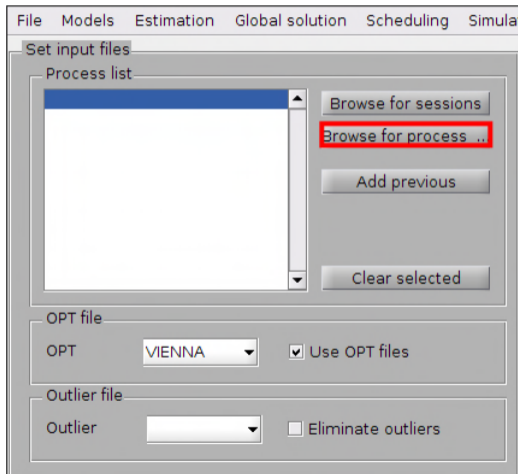 File Models Estimation Global solution Scheduling Simula
Set input files
Process list
Browse for sessions
Browse for process ..
Add previous
Clear selected
OPT file
OPT VIENNA Use OPT files
Outlier file
Outlier Eliminate outliers